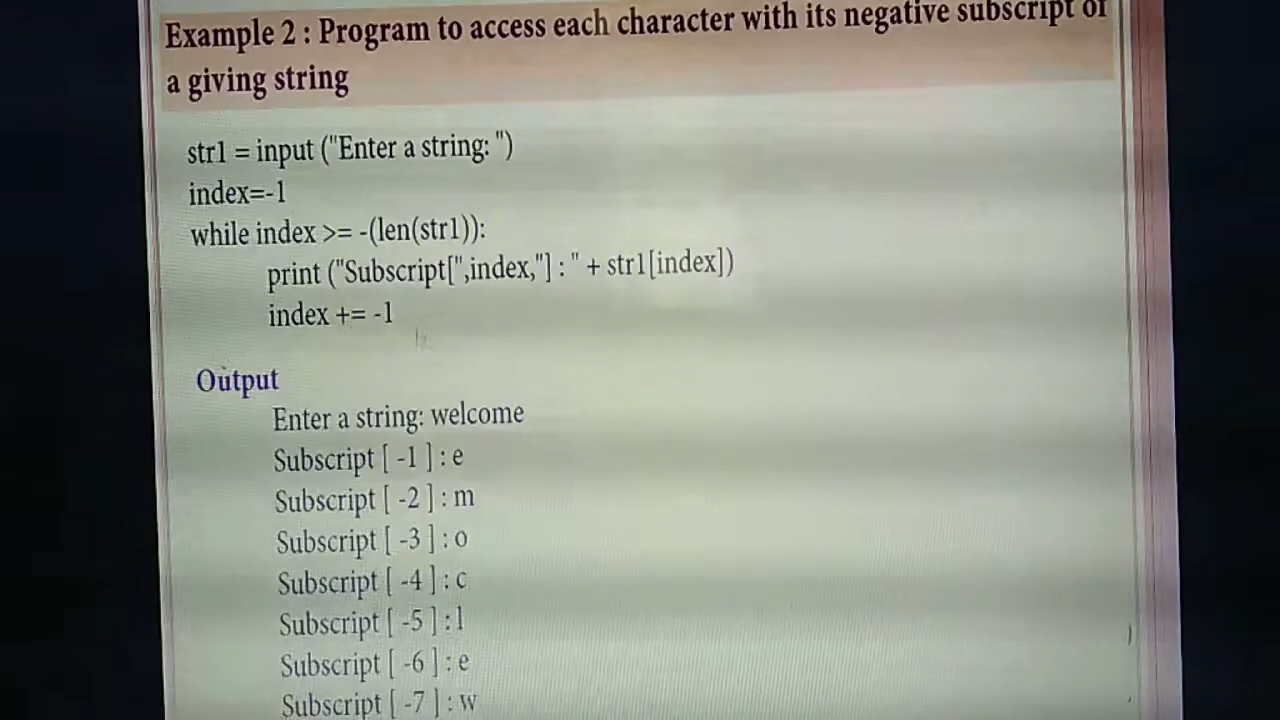 Example 2 : Program to access each character with its negative subscript of
a giving string
str1 = input ("Enter a string: ")
index=-1
while index >= -(len(str1)):
print ("Subscript[",index,"] : " + str1[index])
index += -1
Output
Enter a string: welcome
Subscript [ -1 ] : e
Subscript [ -2 ] : m
Subscript [ -3 ] : o
Subscript [ -4 ] : c
Subscript [ -5 ] : l
Subscript [ -6 ] : e
Subscript [ -7 ] : w